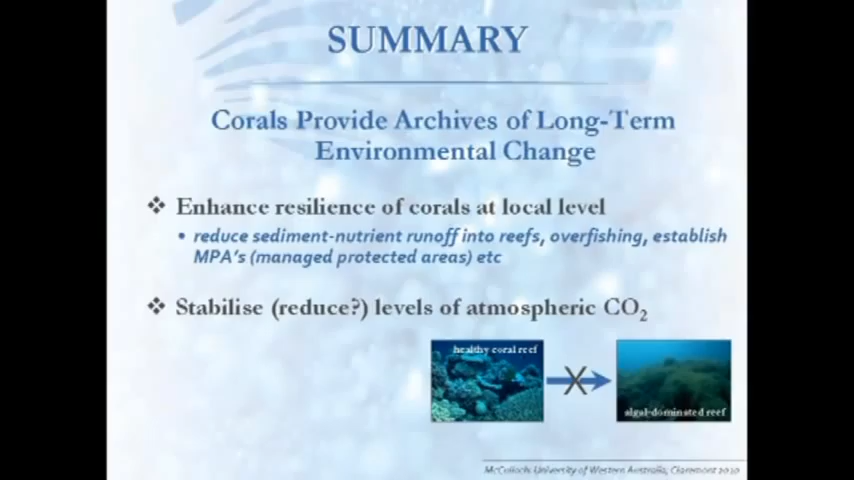 SUMMARY
Corals Provide Archives of Long-Term
Environmental Change
❖ Enhance resilience of corals at local level
• reduce sediment-nutrient runoff into reefs, overfishing, establish
MPA's (managed protected areas) etc
❖ Stabilise (reduce?) levels of atmospheric CO₂
healthy coral reef
X
algal-dominated reef
McCulloch: University of Western Australia; Claremont 2010